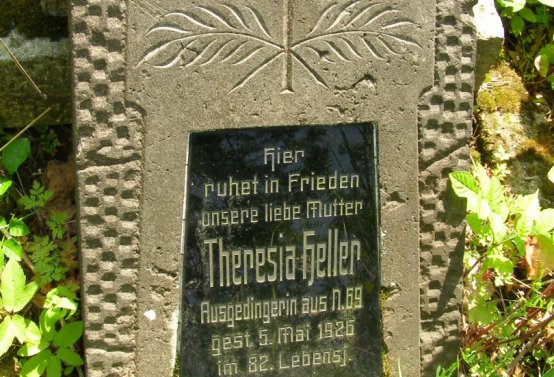 Hier
ruhet in Frieden
unsere liebe Mutter
Theresia Heller
Ausgedingerin aus N.69
gest 5. Mai 1926
im 82. Lebensj.